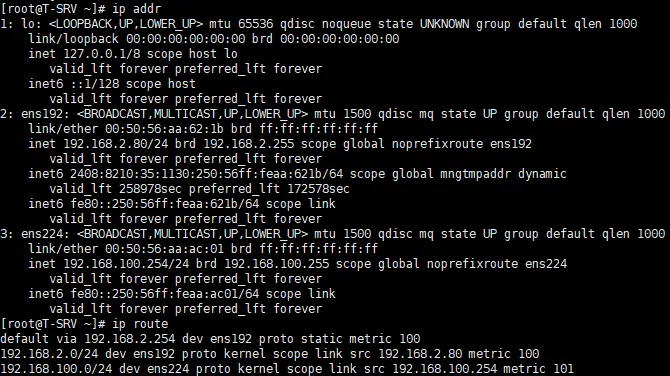 [root@T-SRV ~]# ip addr
1: lo: <LOOPBACK,UP,LOWER_UP> mtu 65536 qdisc noqueue state UNKNOWN group default qlen 1000
    link/loopback 00:00:00:00:00:00 brd 00:00:00:00:00:00
    inet 127.0.0.1/8 scope host lo
       valid_lft forever preferred_lft forever
    inet6 ::1/128 scope host
       valid_lft forever preferred_lft forever
2: ens192: <BROADCAST,MULTICAST,UP,LOWER_UP> mtu 1500 qdisc mq state UP group default qlen 1000
    link/ether 00:50:56:aa:62:1b brd ff:ff:ff:ff:ff:ff
    inet 192.168.2.80/24 brd 192.168.2.255 scope global noprefixroute ens192
       valid_lft forever preferred_lft forever
    inet6 2408:8210:35:1130:250:56ff:feaa:621b/64 scope global mngtmpaddr dynamic
       valid_lft 258978sec preferred_lft 172578sec
    inet6 fe80::250:56ff:feaa:621b/64 scope link
       valid_lft forever preferred_lft forever
3: ens224: <BROADCAST,MULTICAST,UP,LOWER_UP> mtu 1500 qdisc mq state UP group default qlen 1000
    link/ether 00:50:56:aa:ac:01 brd ff:ff:ff:ff:ff:ff
    inet 192.168.100.254/24 brd 192.168.100.255 scope global noprefixroute ens224
       valid_lft forever preferred_lft forever
    inet6 fe80::250:56ff:feaa:ac01/64 scope link
       valid_lft forever preferred_lft forever
[root@T-SRV ~]# ip route
default via 192.168.2.254 dev ens192 proto static metric 100
192.168.2.0/24 dev ens192 proto kernel scope link src 192.168.2.80 metric 100
192.168.100.0/24 dev ens224 proto kernel scope link src 192.168.100.254 metric 101